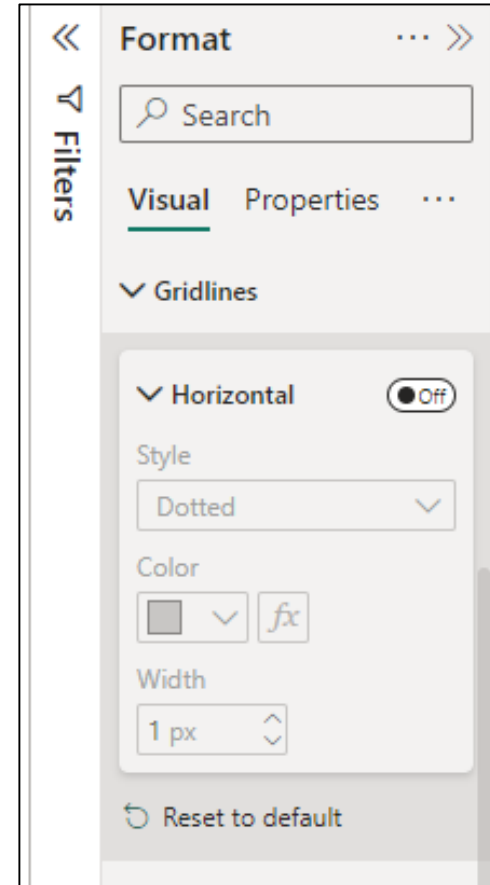 Format
Filters
Search
Visual Properties
Gridlines
Horizontal Off
Style
Dotted
Color
fx
Width
1 px
Reset to default